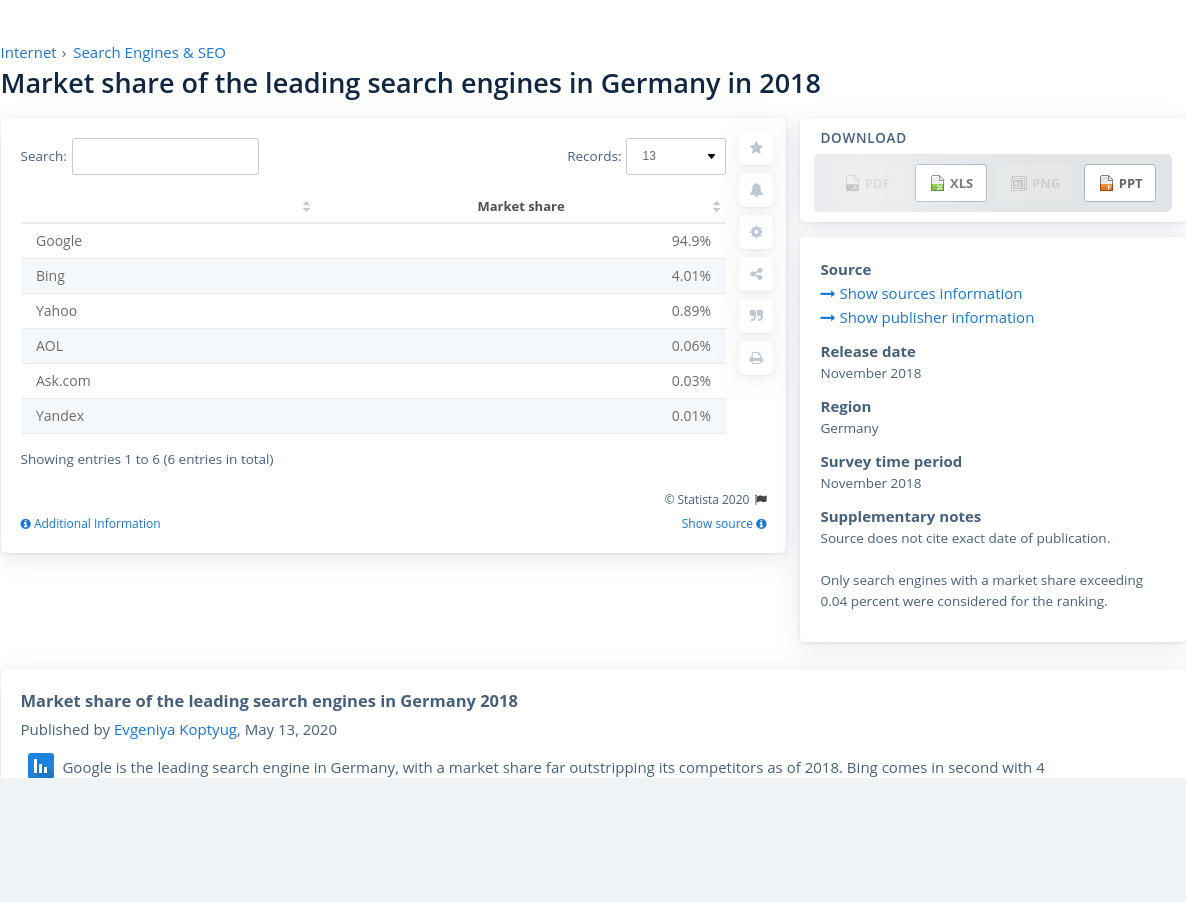 Internet › Search Engines & SEO
Market share of the leading search engines in Germany in 2018
Search:
Records: 13
Market share
Google 94.9%
Bing 4.01%
Yahoo 0.89%
AOL 0.06%
Ask.com 0.03%
Yandex 0.01%
Showing entries 1 to 6 (6 entries in total)
© Statista 2020
Additional Information
Show source
DOWNLOAD
PDF XLS PNG PPT
Source
Show sources information
Show publisher information
Release date
November 2018
Region
Germany
Survey time period
November 2018
Supplementary notes
Source does not cite exact date of publication.
Only search engines with a market share exceeding
0.04 percent were considered for the ranking.
Market share of the leading search engines in Germany 2018
Published by Evgeniya Koptyug, May 13, 2020
Google is the leading search engine in Germany, with a market share far outstripping its competitors as of 2018. Bing comes in second with 4